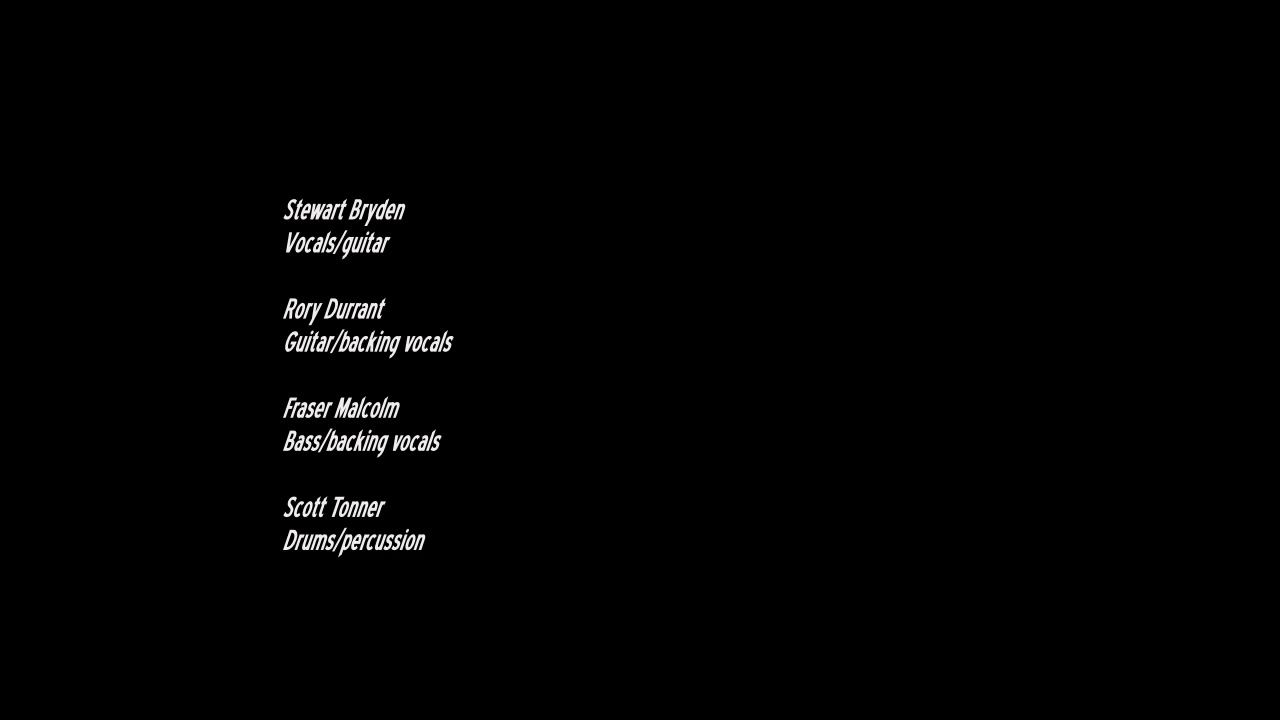 Stewart Bryden
Vocals/guitar
Rory Durrant
Guitar/backing vocals
Fraser Malcolm
Bass/backing vocals
Scott Tonner
Drums/percussion